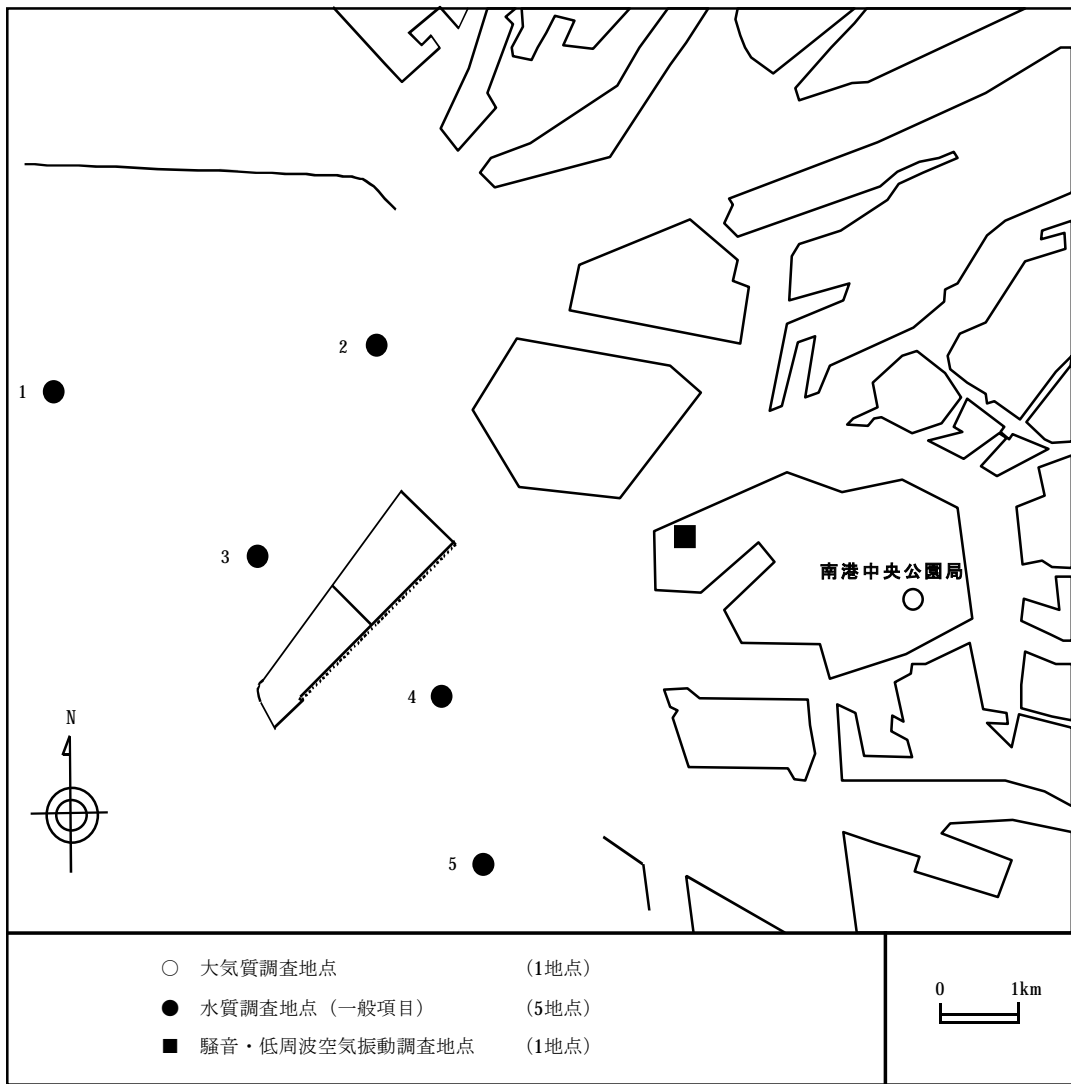 2
1
3
南港中央公園局
4
N
5
○ 大気質調査地点 (1地点)
● 水質調査地点（一般項目） (5地点)
■ 騒音・低周波空気振動調査地点 (1地点)
0 1km